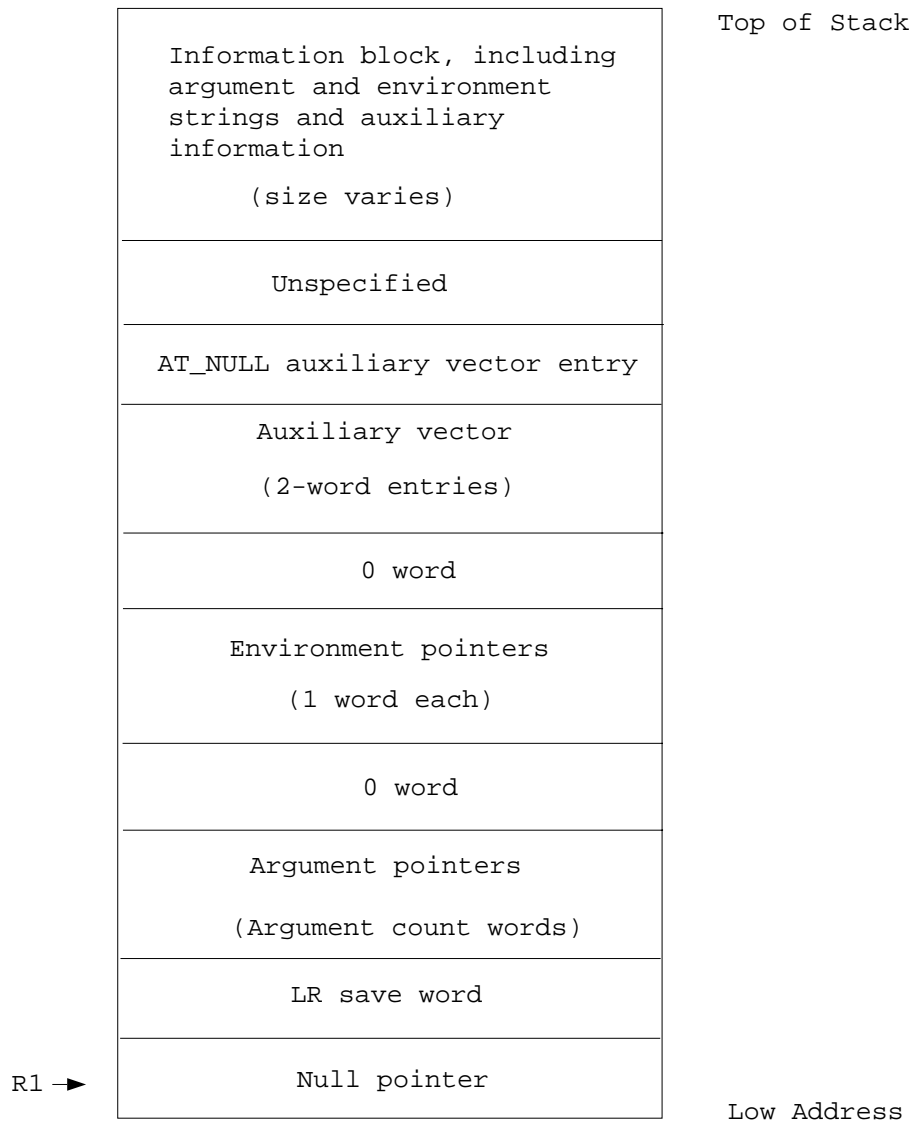 Top of Stack
Information block, including
argument and environment
strings and auxiliary
information
(size varies)
Unspecified
AT_NULL auxiliary vector entry
Auxiliary vector
(2-word entries)
0 word
Environment pointers
(1 word each)
0 word
Argument pointers
(Argument count words)
LR save word
R1
Null pointer
Low Address